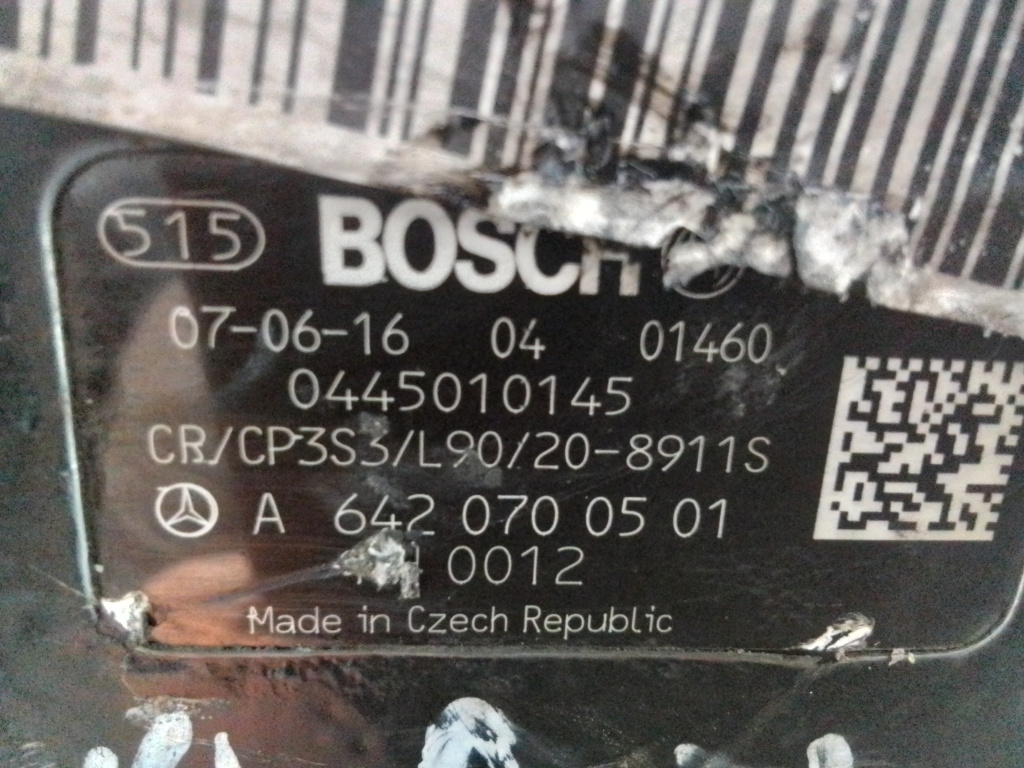 515 BOSCH
07-06-16 04 01460
0445010145
CR/CP3S3/L90/20-8911S
A 642 070 05 01
0012
Made in Czech Republic